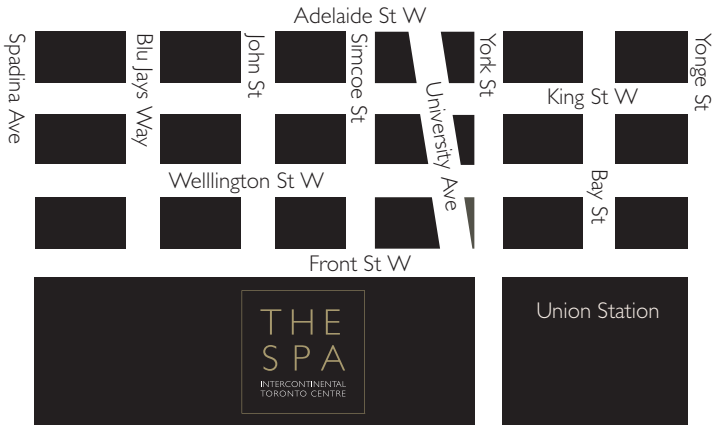 Adelaide St W
Spadina Ave
Blu Jays Way
John St
Simcoe St
University Ave
York St
Yonge St
King St W
Welllington St W
Bay St
Front St W
THE
SPA
INTERCONTINENTAL
TORONTO CENTRE
Union Station